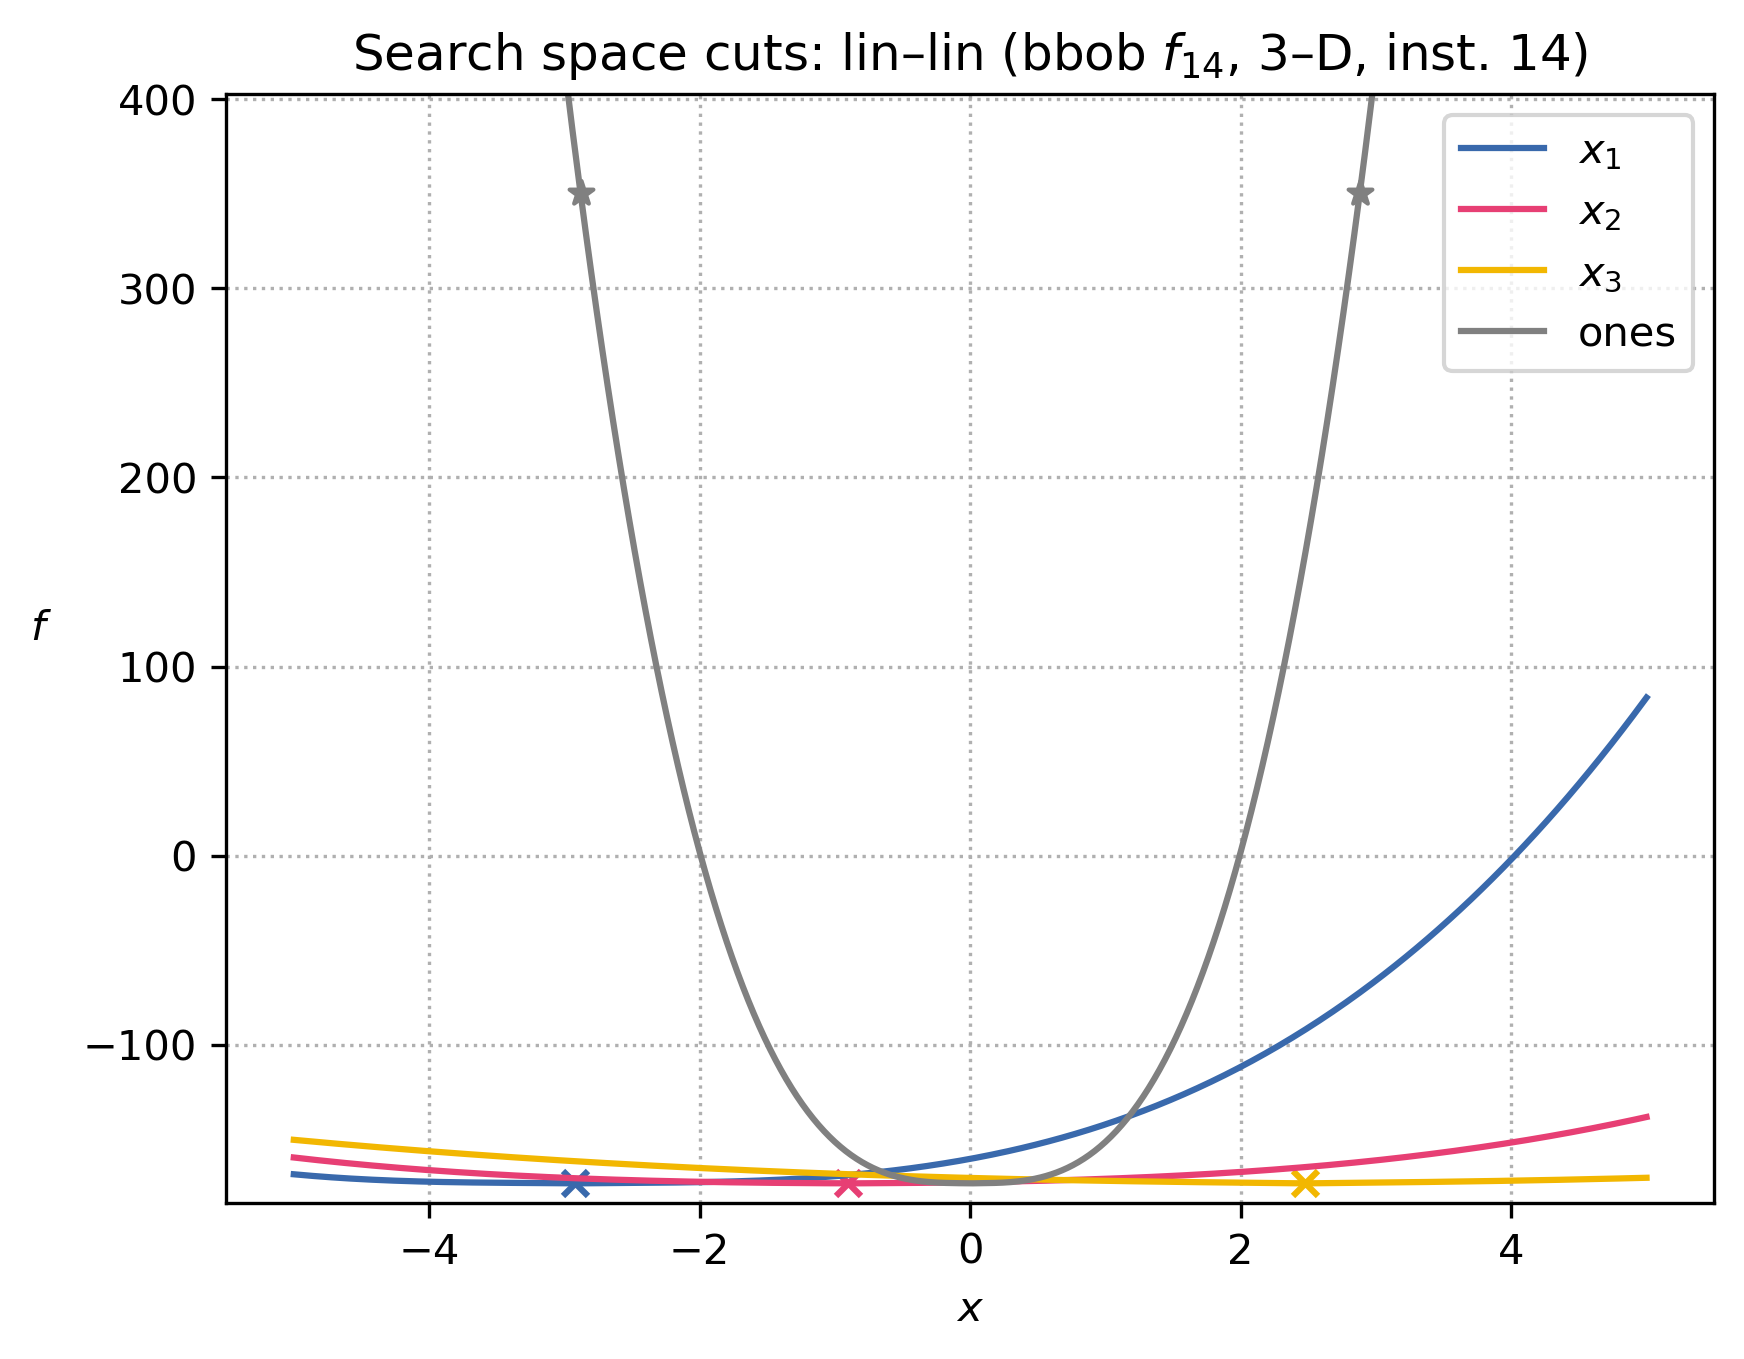 Search space cuts: lin–lin (bbob f₁₄, 3–D, inst. 14)
400
300
200
100
0
−100
f
x₁
x₂
x₃
ones
−4
−2
0
2
4
x